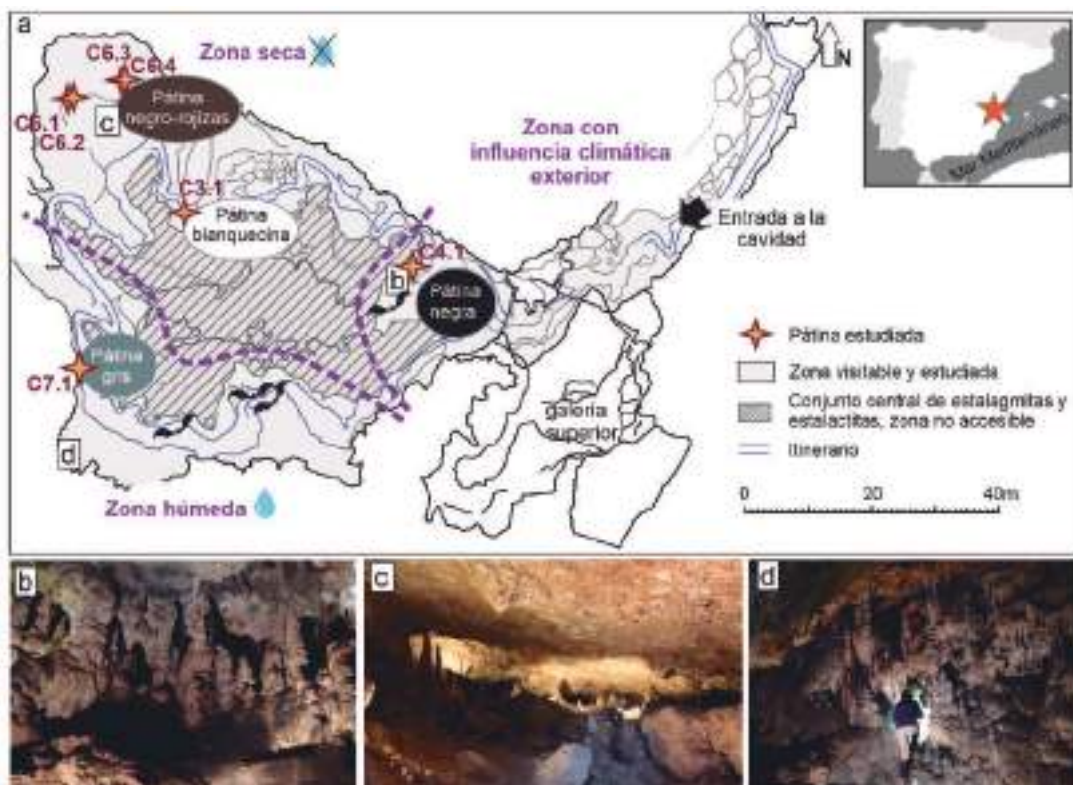 a
C6.3
C6.4
Zona seca
N
Pátina
negro-rojizas
c
C6.2
Zona con
influencia climática
exterior
Mar Mediterráneo
C3.1
Pátina
blanquecina
Entrada a la
cavidad
C4.1
b
Pátina
negra
Pátina
gris
C7.1
galería
superior
d
Zona húmeda
Pátina estudiada
Zona visitable y estudiada
Conjunto central de estalagmitas y
estalactitas, zona no accesible
Itinerario
0 20 40m
b
c
d